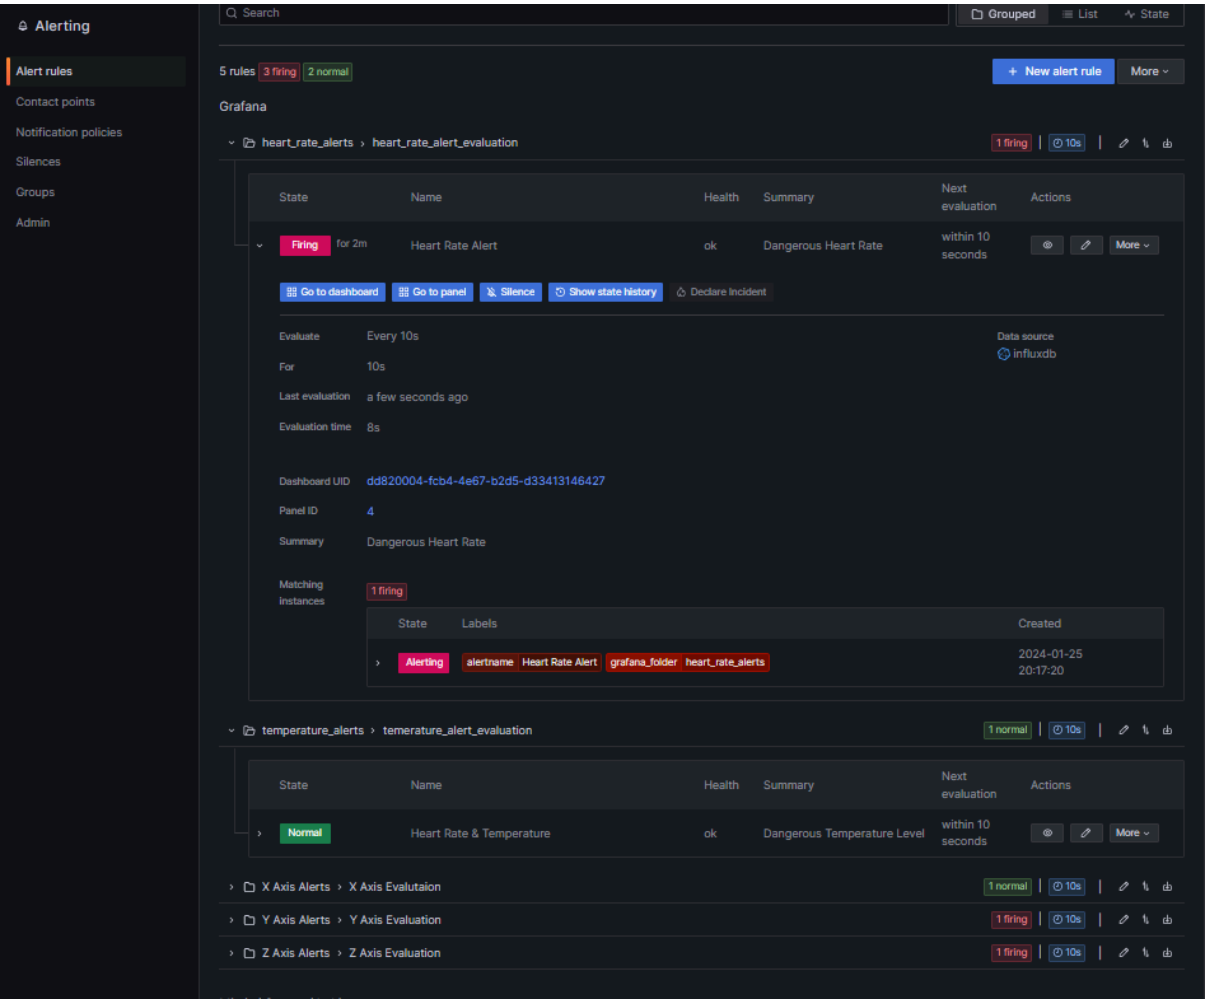 Search
Grouped
List
State
Alerting
Alert rules
Contact points
Notification policies
Silences
Groups
Admin
5 rules 3 firing 2 normal
+ New alert rule
More
Grafana
heart_rate_alerts > heart_rate_alert_evaluation
1 firing | 10s |
State Name Health Summary Next evaluation Actions
Firing for 2m Heart Rate Alert ok Dangerous Heart Rate within 10 seconds More
Go to dashboard Go to panel Silence Show state history Declare Incident
Evaluate Every 10s
Data source
influxdb
For 10s
Last evaluation a few seconds ago
Evaluation time 8s
Dashboard UID dd820004-fcb4-4e67-b2d5-d33413146427
Panel ID 4
Summary Dangerous Heart Rate
Matching instances 1 firing
State Labels Created
Alerting alertname Heart Rate Alert grafana_folder heart_rate_alerts 2024-01-25 20:17:20
temperature_alerts > temerature_alert_evaluation
1 normal | 10s |
State Name Health Summary Next evaluation Actions
Normal Heart Rate & Temperature ok Dangerous Temperature Level within 10 seconds More
X Axis Alerts > X Axis Evalutaion 1 normal | 10s |
Y Axis Alerts > Y Axis Evaluation 1 firing | 10s |
Z Axis Alerts > Z Axis Evaluation 1 firing | 10s |